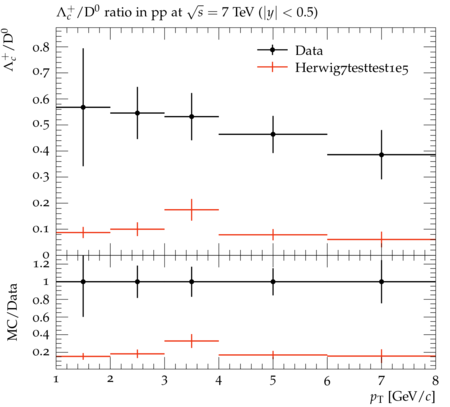 Λc+/D0 ratio in pp at √s = 7 TeV (|y| < 0.5)
Λc+/D0
Data
Herwig7testtest1e5
0.8
0.7
0.6
0.5
0.4
0.3
0.2
0.1
0
MC/Data
1.2
1
0.8
0.6
0.4
0.2
1 2 3 4 5 6 7 8
pT [GeV/c]